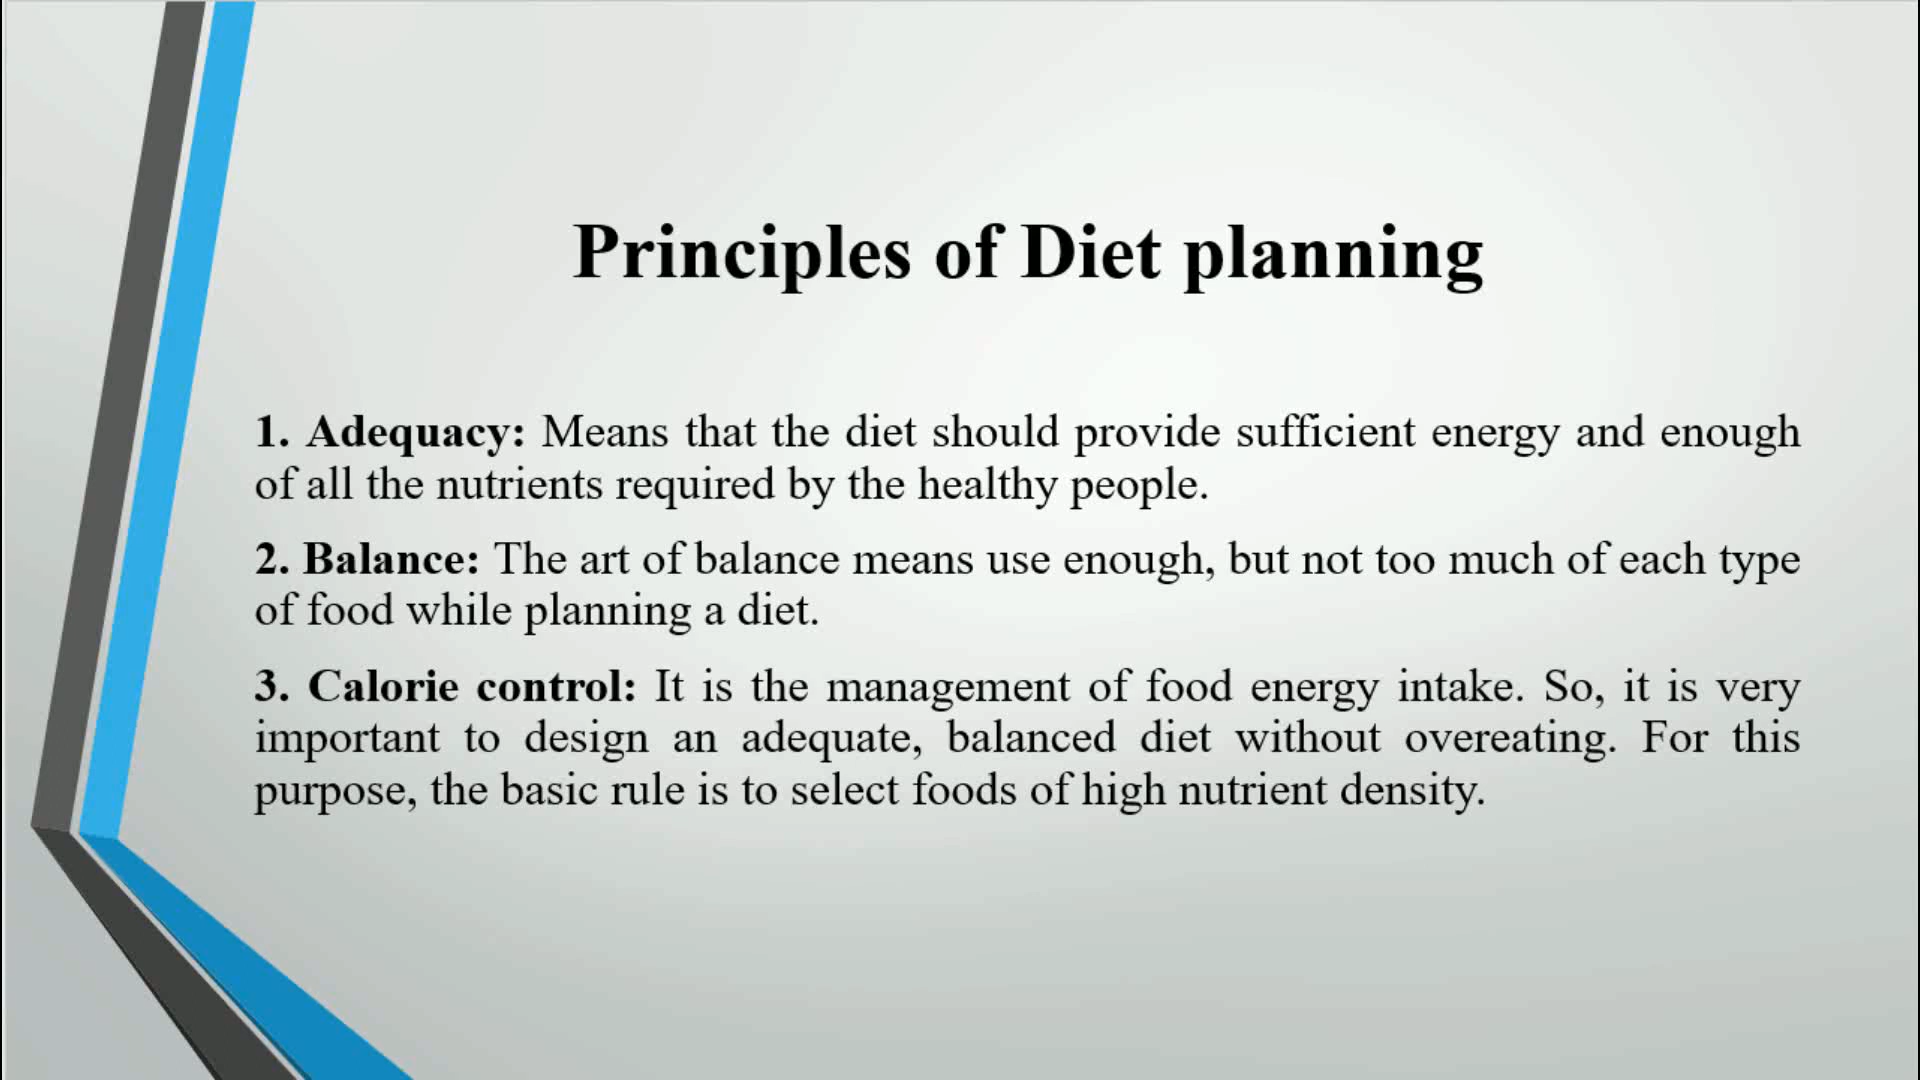 Principles of Diet planning
1. Adequacy: Means that the diet should provide sufficient energy and enough
of all the nutrients required by the healthy people.
2. Balance: The art of balance means use enough, but not too much of each type
of food while planning a diet.
3. Calorie control: It is the management of food energy intake. So, it is very
important to design an adequate, balanced diet without overeating. For this
purpose, the basic rule is to select foods of high nutrient density.